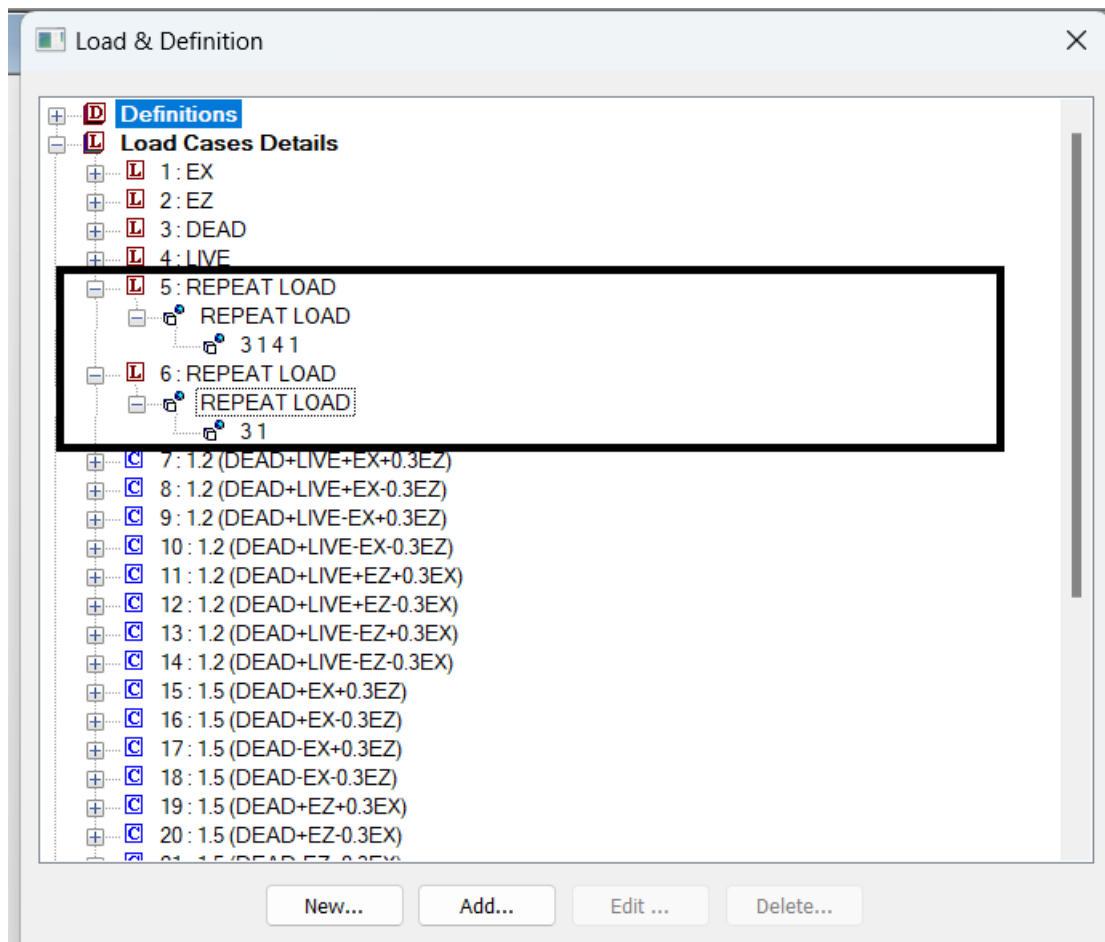 Load & Definition
D Definitions
L Load Cases Details
L 1 : EX
L 2 : EZ
L 3 : DEAD
L 4 : LIVE
L 5 : REPEAT LOAD
REPEAT LOAD
3 1 4 1
L 6 : REPEAT LOAD
REPEAT LOAD
3 1
C 7 : 1.2 (DEAD+LIVE+EX+0.3EZ)
C 8 : 1.2 (DEAD+LIVE+EX-0.3EZ)
C 9 : 1.2 (DEAD+LIVE-EX+0.3EZ)
C 10 : 1.2 (DEAD+LIVE-EX-0.3EZ)
C 11 : 1.2 (DEAD+LIVE+EZ+0.3EX)
C 12 : 1.2 (DEAD+LIVE+EZ-0.3EX)
C 13 : 1.2 (DEAD+LIVE-EZ+0.3EX)
C 14 : 1.2 (DEAD+LIVE-EZ-0.3EX)
C 15 : 1.5 (DEAD+EX+0.3EZ)
C 16 : 1.5 (DEAD+EX-0.3EZ)
C 17 : 1.5 (DEAD-EX+0.3EZ)
C 18 : 1.5 (DEAD-EX-0.3EZ)
C 19 : 1.5 (DEAD+EZ+0.3EX)
C 20 : 1.5 (DEAD+EZ-0.3EX)
New... Add... Edit ... Delete...